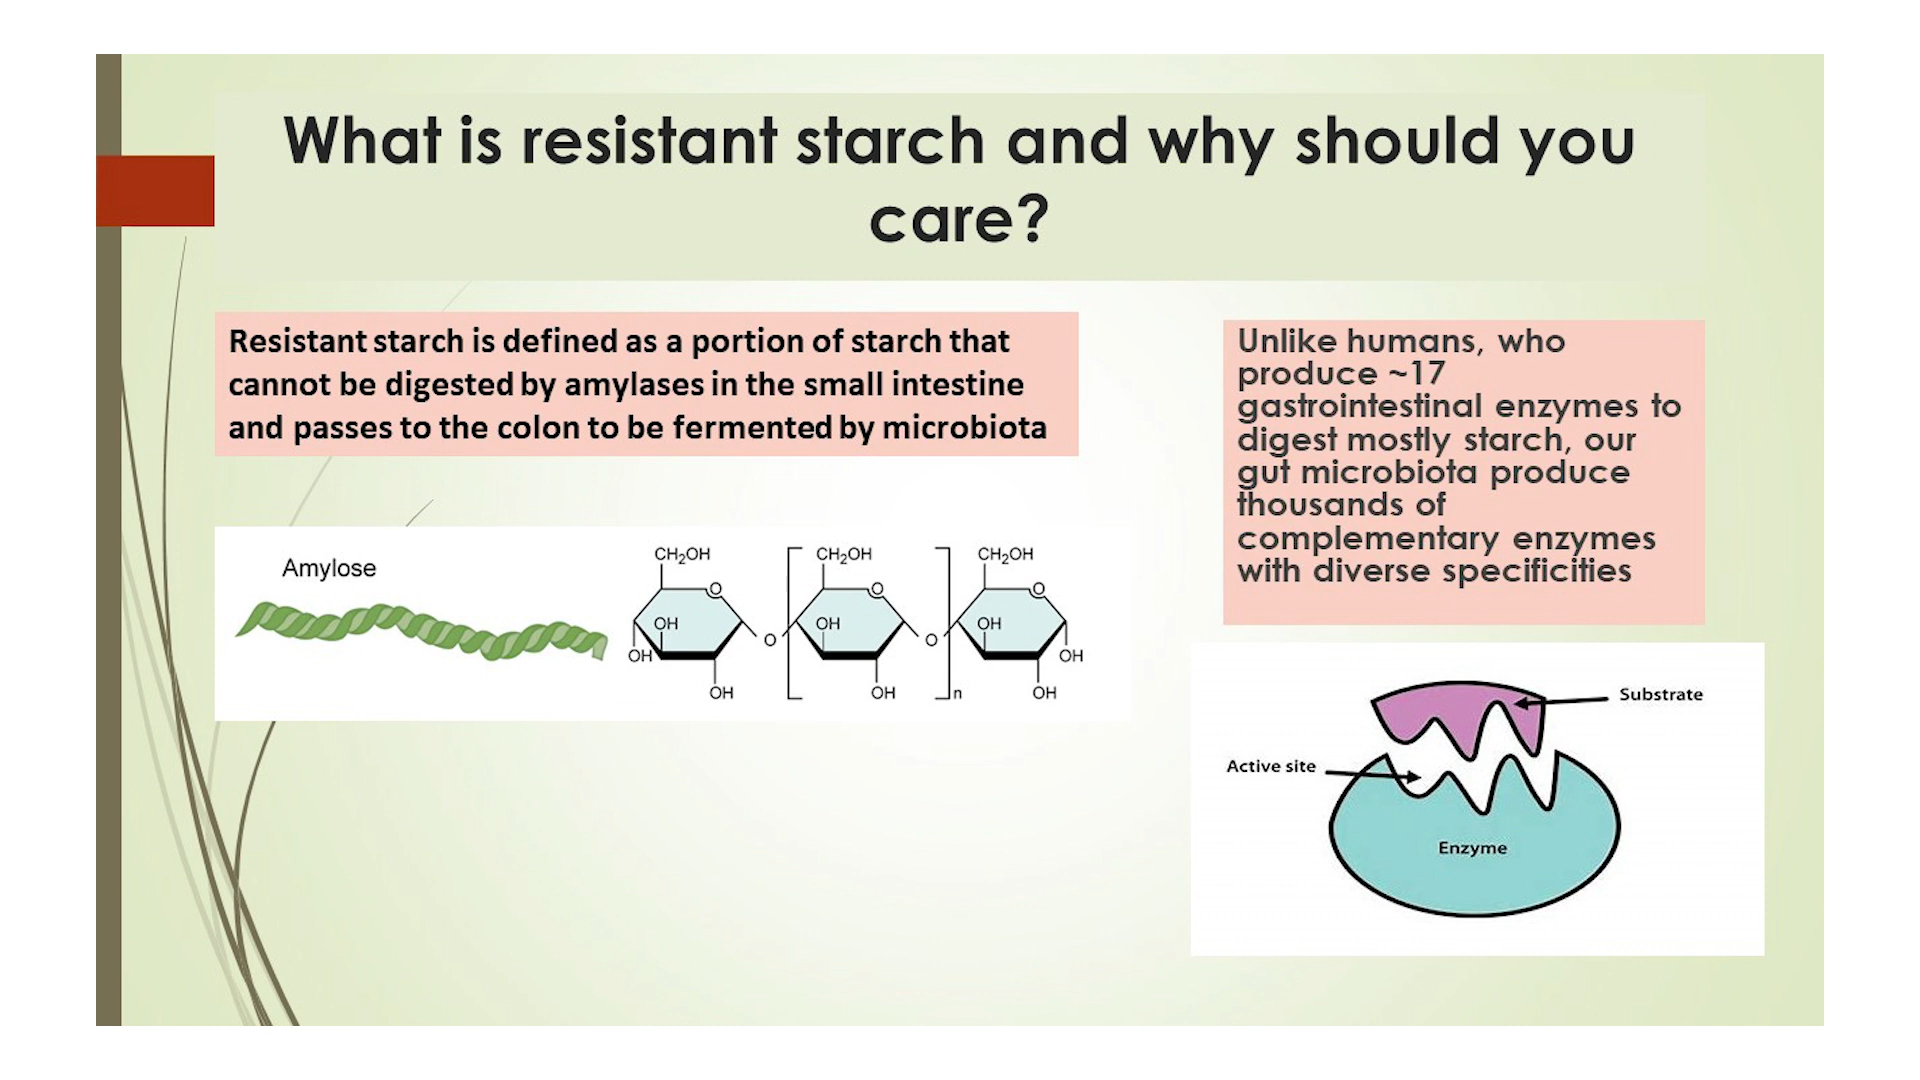 What is resistant starch and why should you
care?
Resistant starch is defined as a portion of starch that
cannot be digested by amylases in the small intestine
and passes to the colon to be fermented by microbiota
Unlike humans, who
produce ~17
gastrointestinal enzymes to
digest mostly starch, our
gut microbiota produce
thousands of
complementary enzymes
with diverse specificities
Amylose
CH₂OH
O
OH
OH
OH
O
CH₂OH
O
OH
OH
n
O
CH₂OH
O
OH
OH
OH
Substrate
Active site
Enzyme